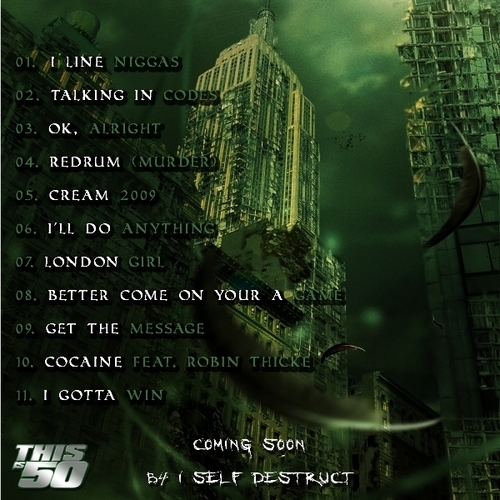 01. I LINE NIGGAS
02. TALKING IN CODES
03. OK, ALRIGHT
04. REDRUM (MURDER)
05. CREAM 2009
06. I'LL DO ANYTHING
07. LONDON GIRL
08. BETTER COME ON YOUR A GAME
09. GET THE MESSAGE
10. COCAINE FEAT. ROBIN THICKE
11. I GOTTA WIN
COMING SOON
B4 I SELF DESTRUCT
THIS
IS 50